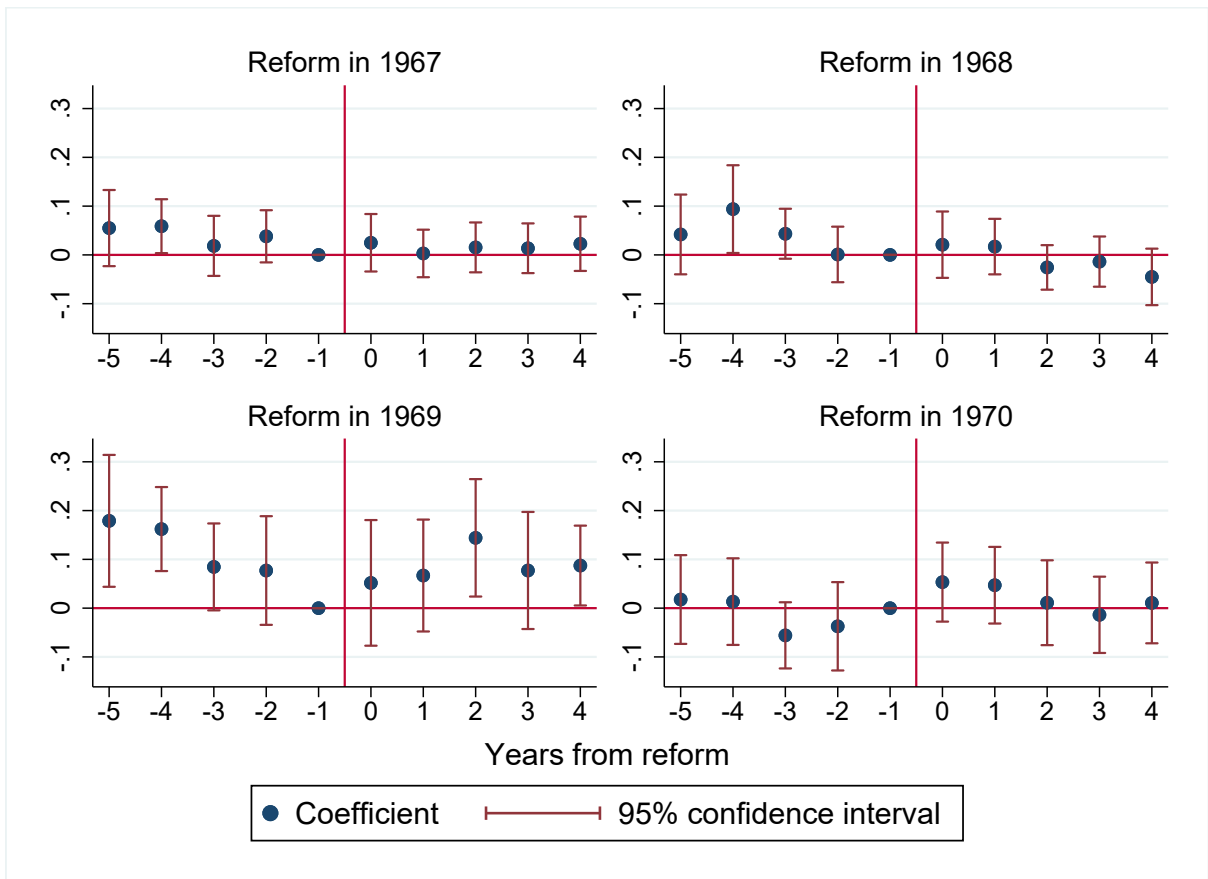 Reform in 1967
Reform in 1968
.3
.2
.1
0
-.1
-5 -4 -3 -2 -1 0 1 2 3 4
.3
.2
.1
0
-.1
-5 -4 -3 -2 -1 0 1 2 3 4
Reform in 1969
Reform in 1970
.3
.2
.1
0
-.1
-5 -4 -3 -2 -1 0 1 2 3 4
.3
.2
.1
0
-.1
-5 -4 -3 -2 -1 0 1 2 3 4
Years from reform
Coefficient 95% confidence interval